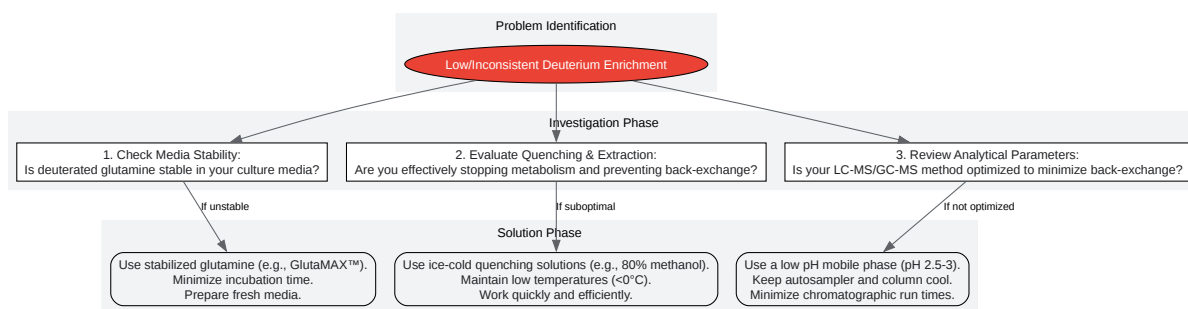 Problem Identification
Low/Inconsistent Deuterium Enrichment
Investigation Phase
1. Check Media Stability:
Is deuterated glutamine stable in your culture media?
2. Evaluate Quenching & Extraction:
Are you effectively stopping metabolism and preventing back-exchange?
3. Review Analytical Parameters:
Is your LC-MS/GC-MS method optimized to minimize back-exchange?
If unstable
If suboptimal
If not optimized
Solution Phase
Use stabilized glutamine (e.g., GlutaMAX™).
Minimize incubation time.
Prepare fresh media.
Use ice-cold quenching solutions (e.g., 80% methanol).
Maintain low temperatures (<0°C).
Work quickly and efficiently.
Use a low pH mobile phase (pH 2.5-3).
Keep autosampler and column cool.
Minimize chromatographic run times.